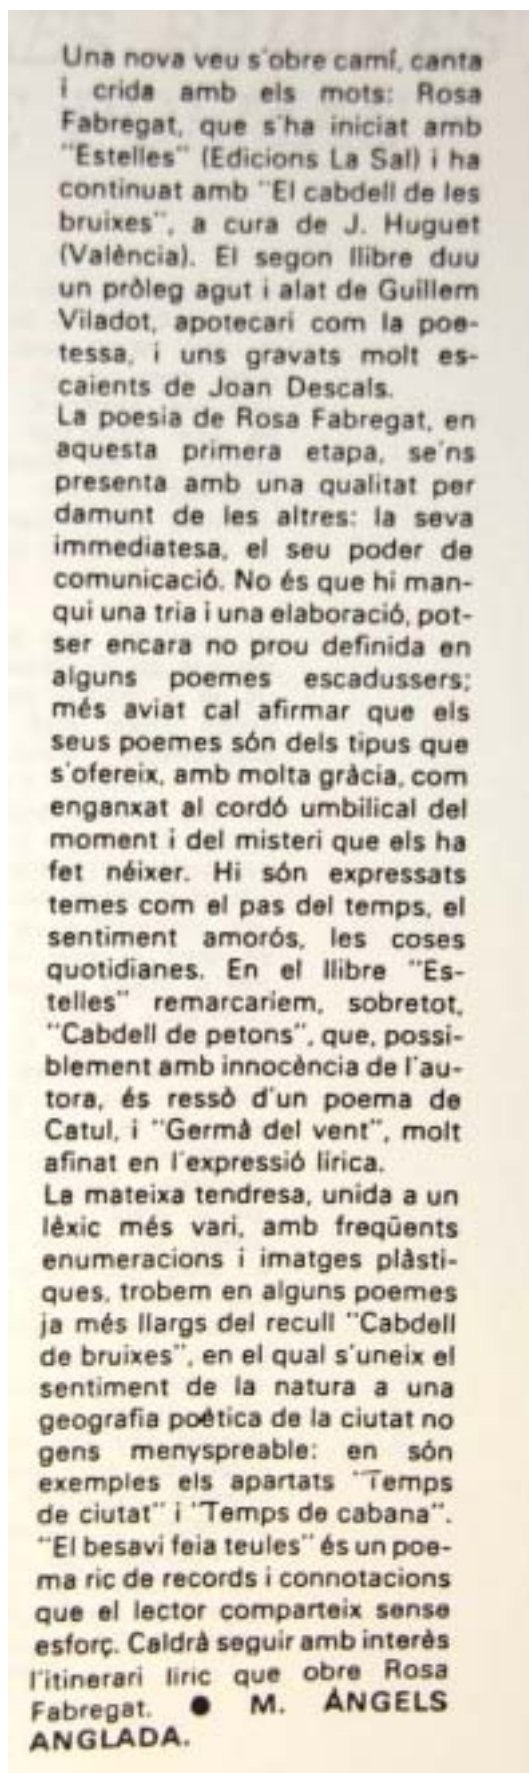 Una nova veu s'obre camí, canta
i crida amb els mots: Rosa
Fabregat, que s'ha iniciat amb
"Estelles" (Edicions La Sal) i ha
continuat amb "El cabdell de les
bruixes", a cura de J. Huguet
(València). El segon llibre duu
un pròleg agut i alat de Guillem
Viladot, apotecari com la poe-
tessa, i uns gravats molt es-
caients de Joan Descals.
La poesia de Rosa Fabregat, en
aquesta primera etapa, se'ns
presenta amb una qualitat per
damunt de les altres: la seva
immediatesa, el seu poder de
comunicació. No és que hi man-
qui una tria i una elaboració, pot-
ser encara no prou definida en
alguns poemes escadussers;
més aviat cal afirmar que els
seus poemes són dels tipus que
s'ofereix, amb molta gràcia, com
enganxat al cordó umbilical del
moment i del misteri que els ha
fet néixer. Hi són expressats
temes com el pas del temps, el
sentiment amorós, les coses
quotidianes. En el llibre "Es-
telles" remarcariem, sobretot,
"Cabdell de petons", que, possi-
blement amb innocència de l'au-
tora, és ressò d'un poema de
Catul, i "Germà del vent", molt
afinat en l'expressió lírica.
La mateixa tendresa, unida a un
lèxic més vari, amb freqüents
enumeracions i imatges plàsti-
ques, trobem en alguns poemes
ja més llargs del recull "Cabdell
de bruixes", en el qual s'uneix el
sentiment de la natura a una
geografia poètica de la ciutat no
gens menyspreable: en són
exemples els apartats "Temps
de ciutat" i "Temps de cabana".
"El besavi feia teules" és un poe-
ma ric de records i connotacions
que el lector comparteix sense
esforç. Caldrà seguir amb interès
l'itinerari líric que obre Rosa
Fabregat. ● M. ÀNGELS
ANGLADA.